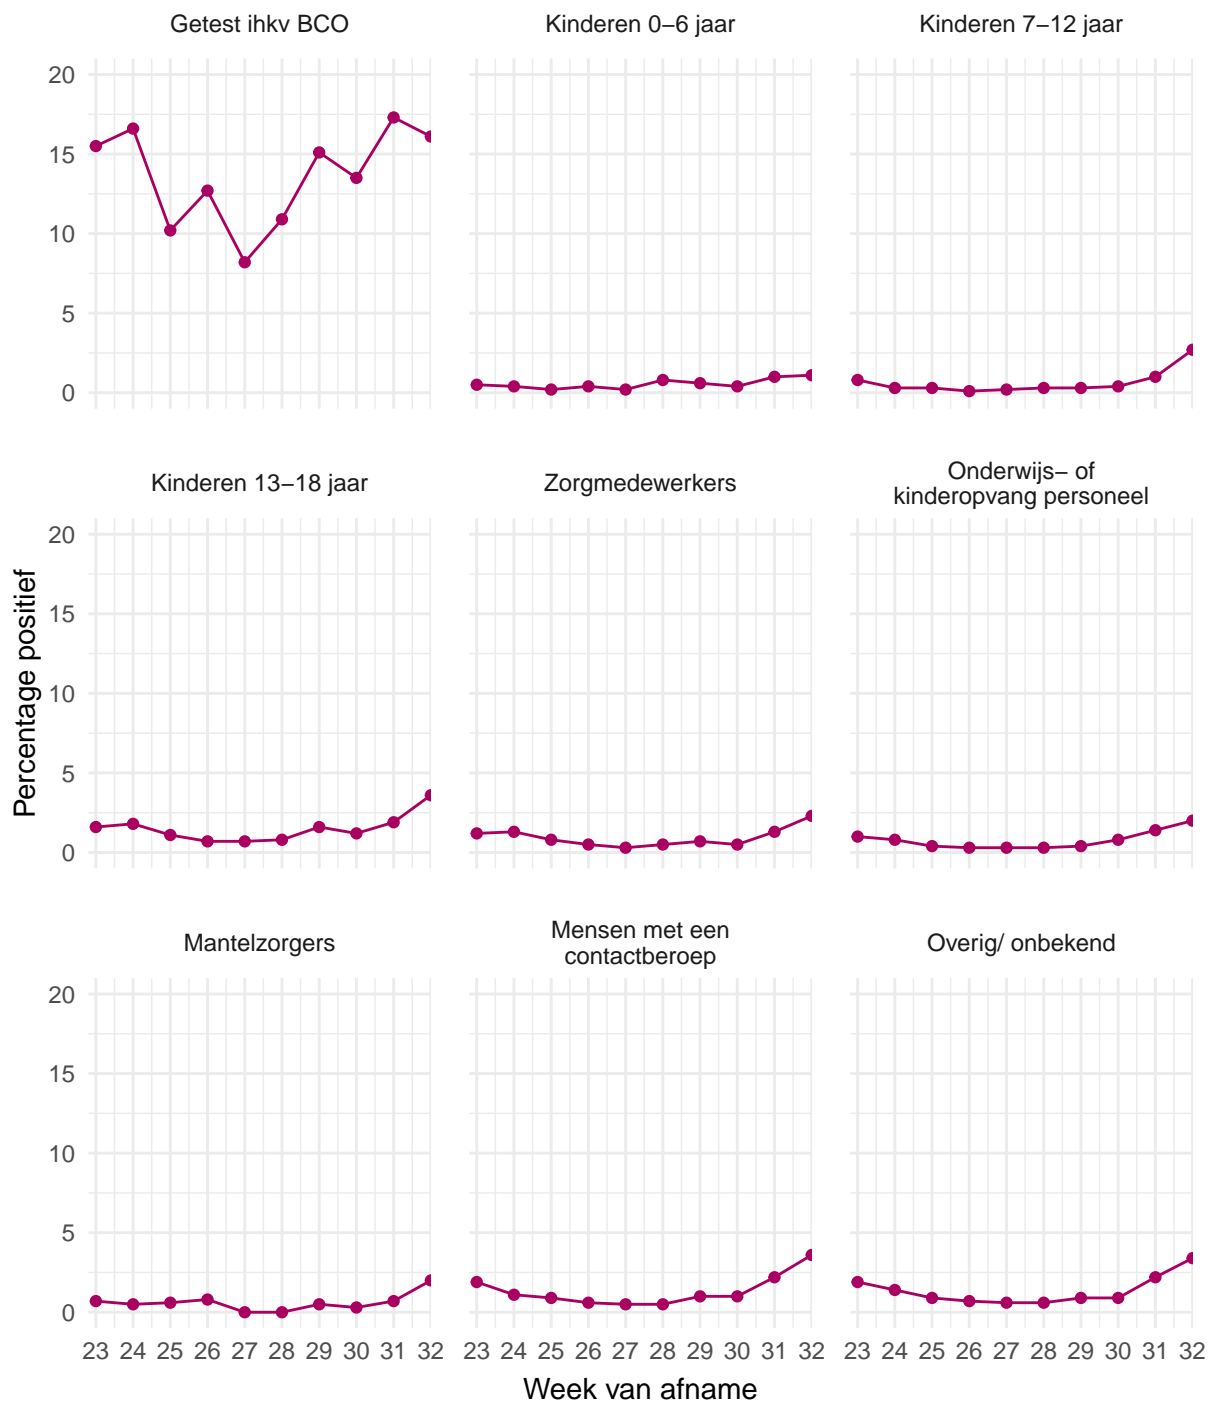 Getest ihkv BCO
Kinderen 0−6 jaar
Kinderen 7−12 jaar
20
15
10
5
0
Kinderen 13−18 jaar
Zorgmedewerkers
Onderwijs− of
kinderopvang personeel
20
15
10
5
0
Percentage positief
Mantelzorgers
Mensen met een
contactberoep
Overig/ onbekend
20
15
10
5
0
23 24 25 26 27 28 29 30 31 32
23 24 25 26 27 28 29 30 31 32
23 24 25 26 27 28 29 30 31 32
Week van afname